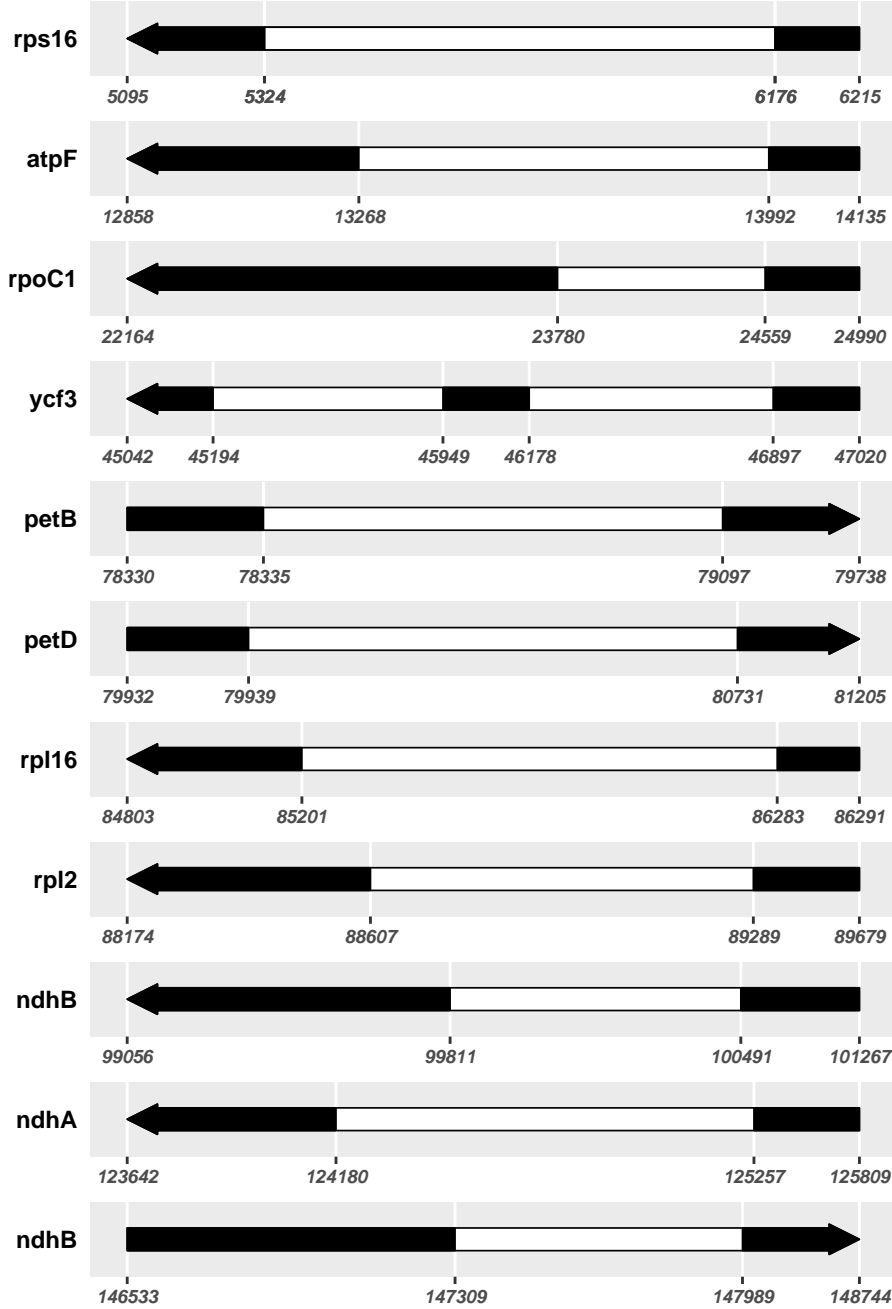 rps16
5095 5324 6176 6215
atpF
12858 13268 13992 14135
rpoC1
22164 23780 24559 24990
ycf3
45042 45194 45949 46178 46897 47020
petB
78330 78335 79097 79738
petD
79932 79939 80731 81205
rpl16
84803 85201 86283 86291
rpl2
88174 88607 89289 89679
ndhB
99056 99811 100491 101267
ndhA
123642 124180 125257 125809
ndhB
146533 147309 147989 148744